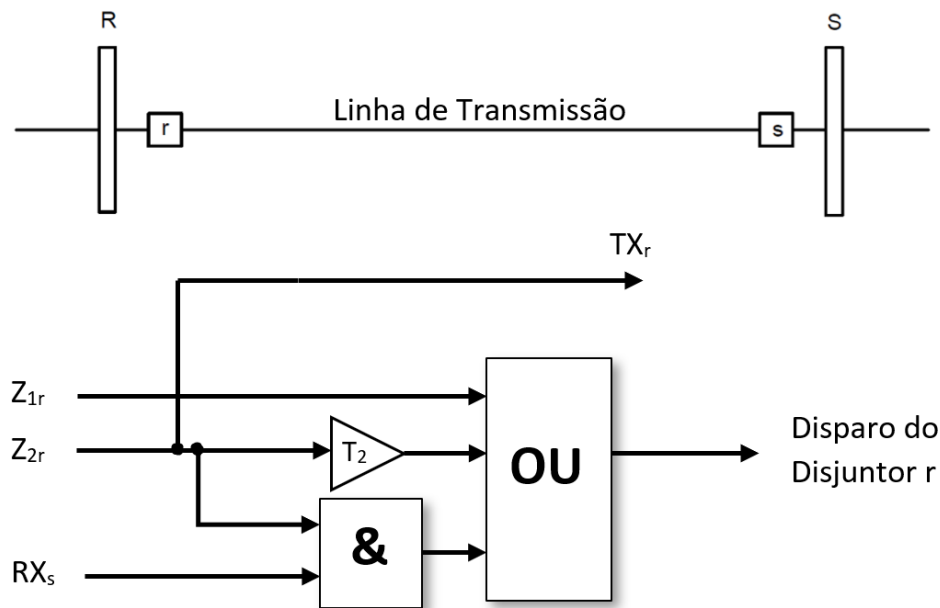 R
S
r
Linha de Transmissão
s
TXr
Z1r
Z2r
T2
OU
Disparo do
Disjuntor r
&
RXs